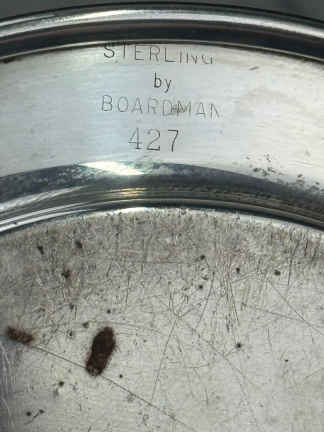 STERLING
by
BOARDMAN
427